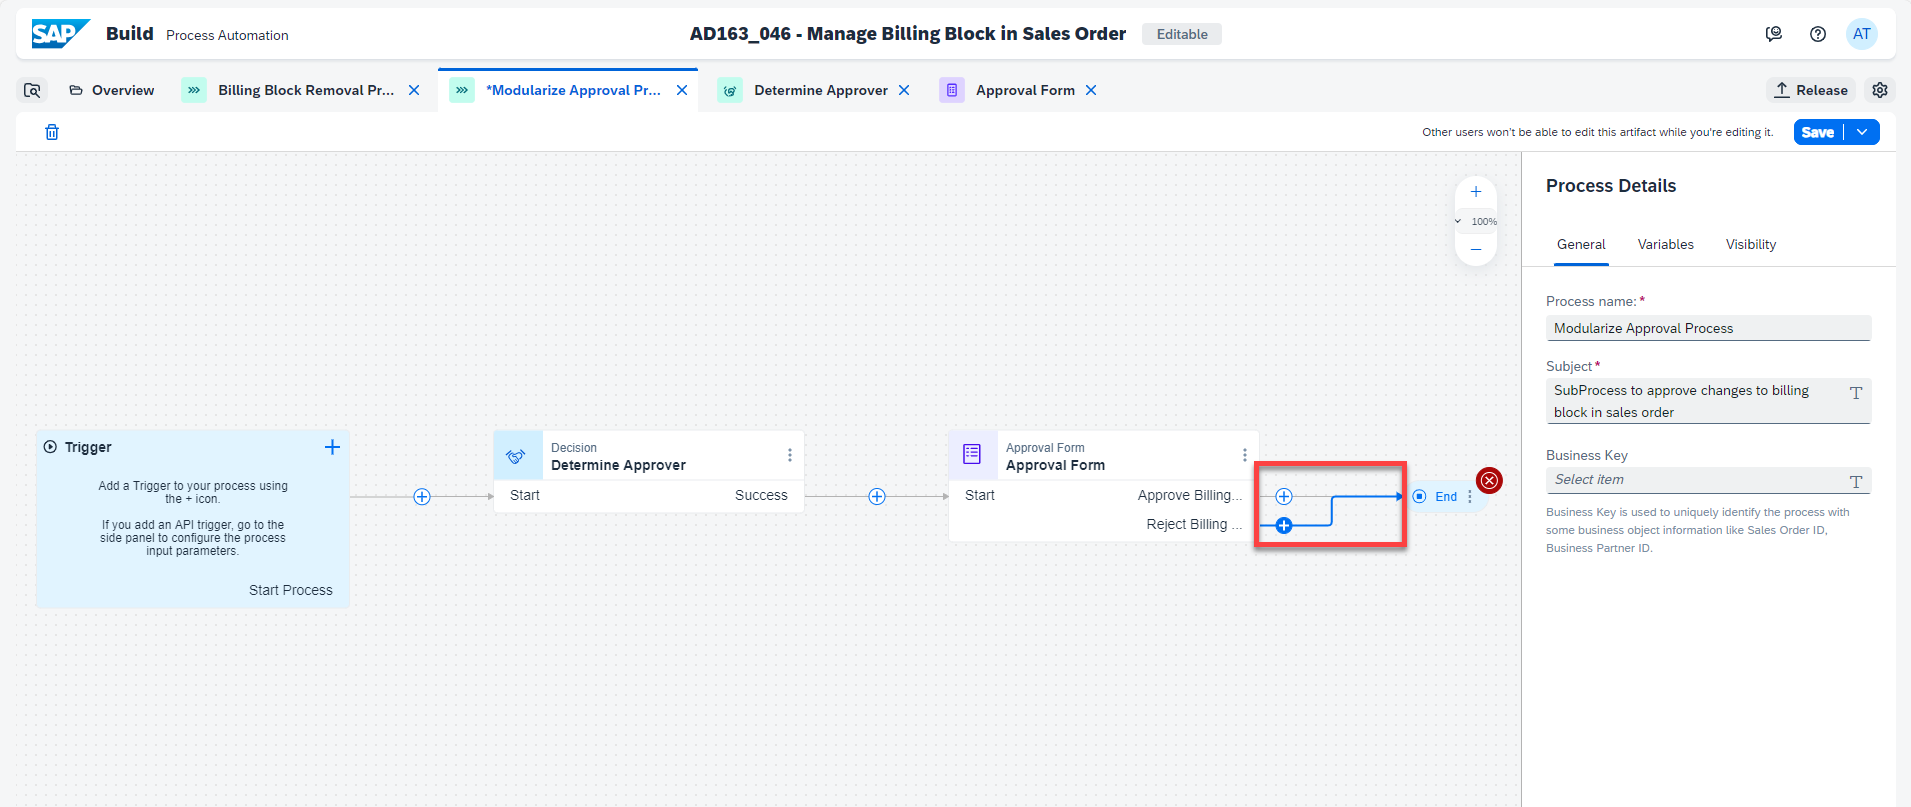 SAP Build Process Automation
AD163_046 - Manage Billing Block in Sales Order Editable
AT
Overview
Billing Block Removal Pr...
*Modularize Approval Pr...
Determine Approver
Approval Form
Release
Other users won't be able to edit this artifact while you're editing it.
Save
100%
Trigger
Add a Trigger to your process using
the + icon.
If you add an API trigger, go to the
side panel to configure the process
input parameters.
Start Process
Decision
Determine Approver
Start Success
Approval Form
Approval Form
Start Approve Billing...
Reject Billing ...
End
Process Details
General Variables Visibility
Process name:*
Modularize Approval Process
Subject*
SubProcess to approve changes to billing
block in sales order
Business Key
Select item
Business Key is used to uniquely identify the process with
some business object information like Sales Order ID,
Business Partner ID.